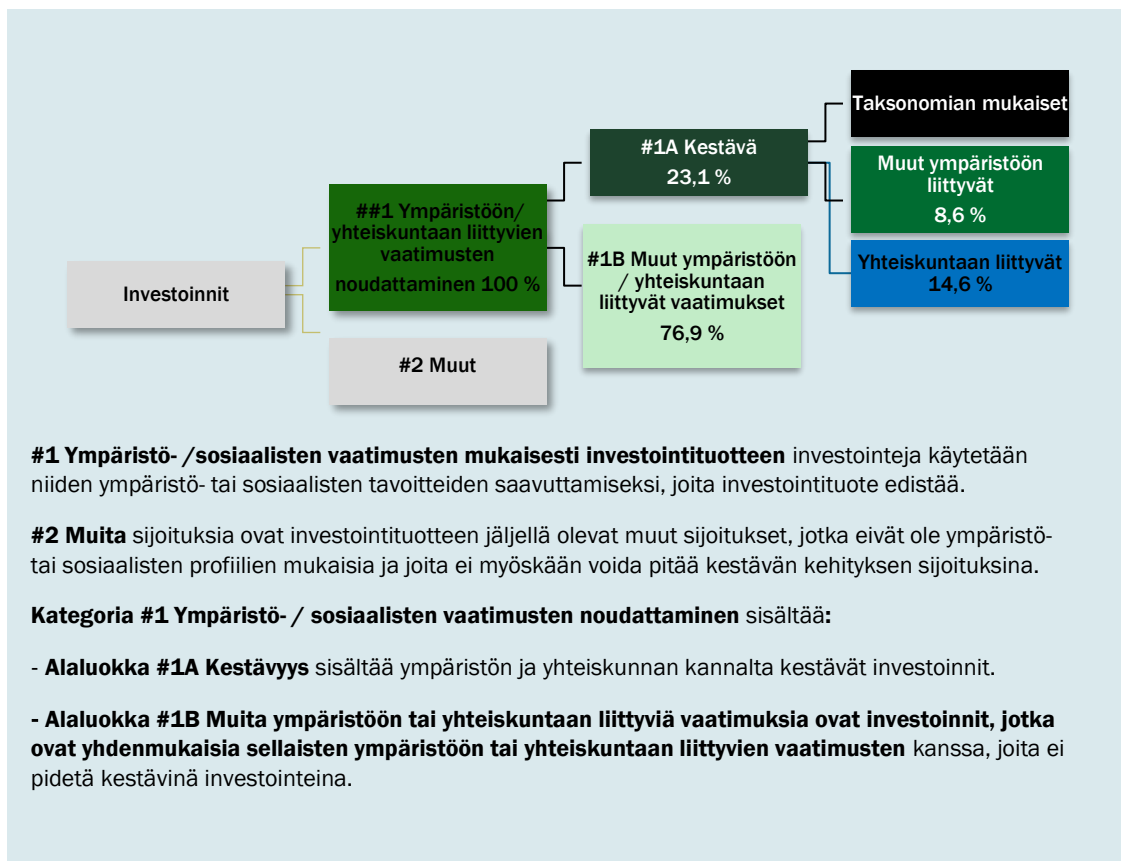 Investoinnit
##1 Ympäristöön/
yhteiskuntaan liittyvien
vaatimusten
noudattaminen 100 %
#2 Muut
#1A Kestävä
23,1 %
#1B Muut ympäristöön
/ yhteiskuntaan
liittyvät vaatimukset
76,9 %
Taksonomian mukaiset
Muut ympäristöön
liittyvät
8,6 %
Yhteiskuntaan liittyvät
14,6 %
#1 Ympäristö- /sosiaalisten vaatimusten mukaisesti investointituotteen investointeja käytetään
niiden ympäristö- tai sosiaalisten tavoitteiden saavuttamiseksi, joita investointituote edistää.
#2 Muita sijoituksia ovat investointituotteen jäljellä olevat muut sijoitukset, jotka eivät ole ympäristö-
tai sosiaalisten profiilien mukaisia ja joita ei myöskään voida pitää kestävän kehityksen sijoituksina.
Kategoria #1 Ympäristö- / sosiaalisten vaatimusten noudattaminen sisältää:
- Alaluokka #1A Kestävyys sisältää ympäristön ja yhteiskunnan kannalta kestävät investoinnit.
- Alaluokka #1B Muita ympäristöön tai yhteiskuntaan liittyviä vaatimuksia ovat investoinnit, jotka
ovat yhdenmukaisia sellaisten ympäristöön tai yhteiskuntaan liittyvien vaatimusten kanssa, joita ei
pidetä kestävinä investointeina.